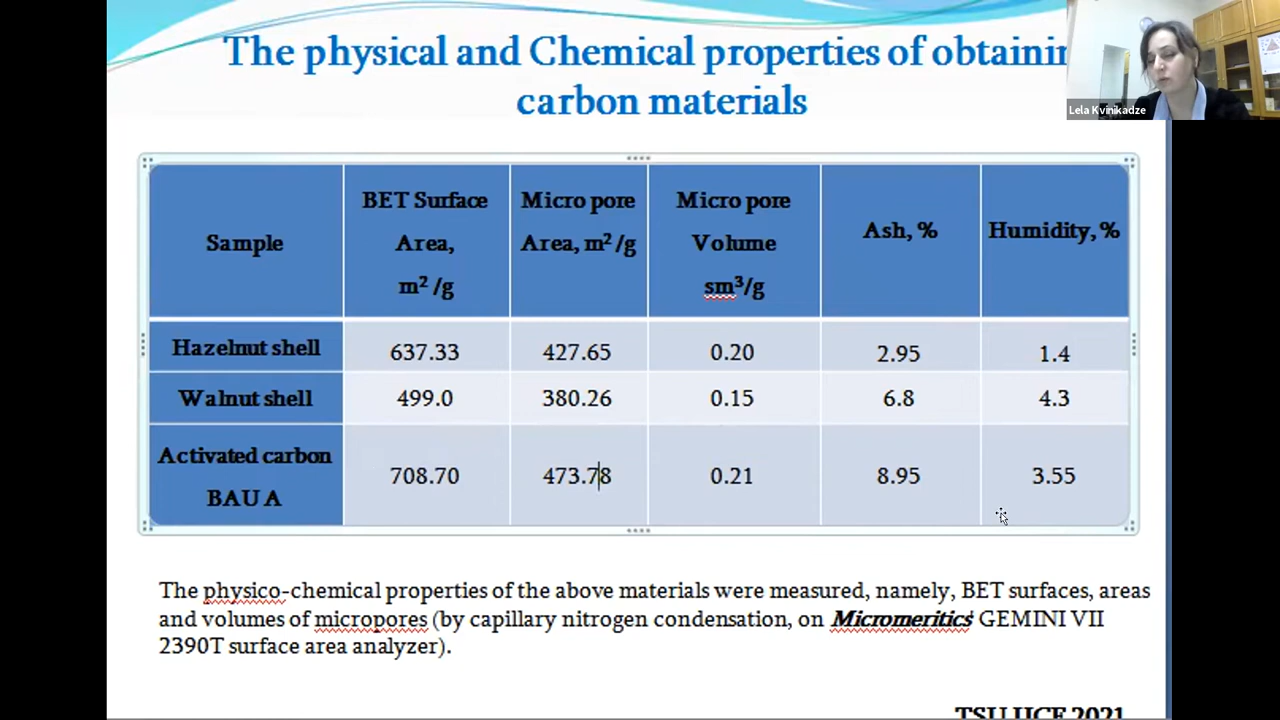 The physical and Chemical properties of obtainin
carbon materials
Lela Kvinikadze
Sample
BET Surface
Area,
m² /g
Micro pore
Area, m² /g
Micro pore
Volume
sm³/g
Ash, %
Humidity, %
Hazelnut shell
637.33
427.65
0.20
2.95
1.4
Walnut shell
499.0
380.26
0.15
6.8
4.3
Activated carbon
BAU A
708.70
473.78
0.21
8.95
3.55
The physico-chemical properties of the above materials were measured, namely, BET surfaces, areas
and volumes of micropores (by capillary nitrogen condensation, on Micromeritics' GEMINI VII
2390T surface area analyzer).
TSU IICE 2021